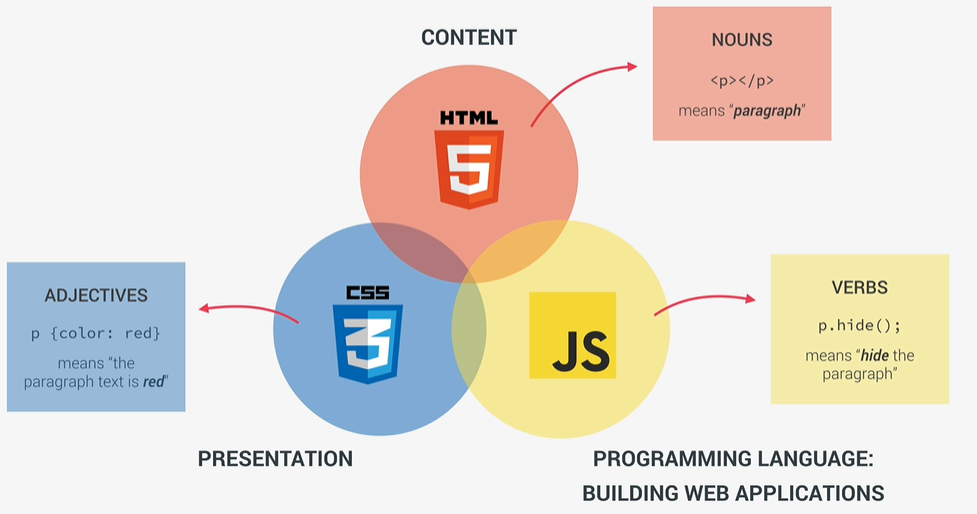 CONTENT
HTML
5
NOUNS
<p></p>
means “paragraph”
ADJECTIVES
p {color: red}
means “the
paragraph text is red”
CSS
3
JS
VERBS
p.hide();
means “hide the
paragraph”
PRESENTATION
PROGRAMMING LANGUAGE:
BUILDING WEB APPLICATIONS